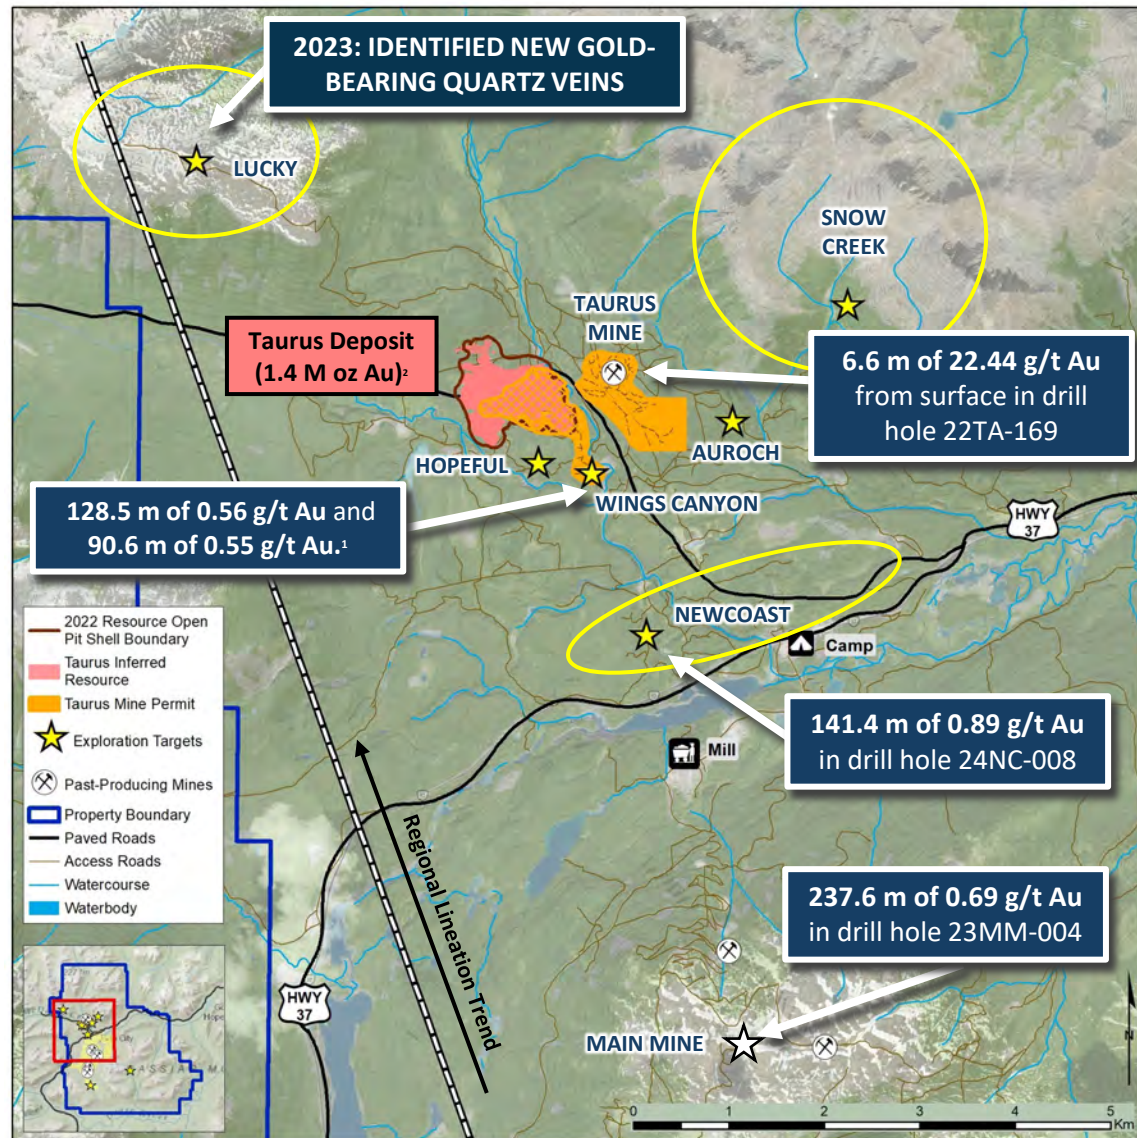 2023: IDENTIFIED NEW GOLD-
BEARING QUARTZ VEINS
LUCKY
SNOW
CREEK
TAURUS
MINE
Taurus Deposit
(1.4 M oz Au)²
6.6 m of 22.44 g/t Au
from surface in drill
hole 22TA-169
AUROCH
HOPEFUL
WINGS CANYON
128.5 m of 0.56 g/t Au and
90.6 m of 0.55 g/t Au.¹
HWY
37
NEWCOAST
Camp
2022 Resource Open
Pit Shell Boundary
Taurus Inferred
Resource
Taurus Mine Permit
Exploration Targets
Past-Producing Mines
Property Boundary
Paved Roads
Access Roads
Watercourse
Waterbody
141.4 m of 0.89 g/t Au
in drill hole 24NC-008
Mill
Regional Lineation Trend
237.6 m of 0.69 g/t Au
in drill hole 23MM-004
HWY
37
MAIN MINE
N
0 1 2 3 4 5
Km